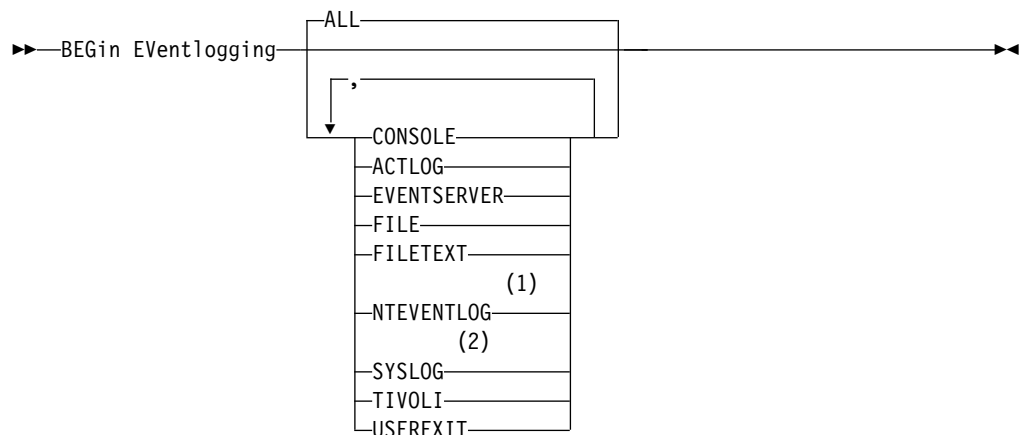 ALL
BEGin EVentlogging
,
CONSOLE
ACTLOG
EVENTSERVER
FILE
FILETEXT
(1)
NTEVENTLOG
(2)
SYSLOG
TIVOLI
USEREXIT